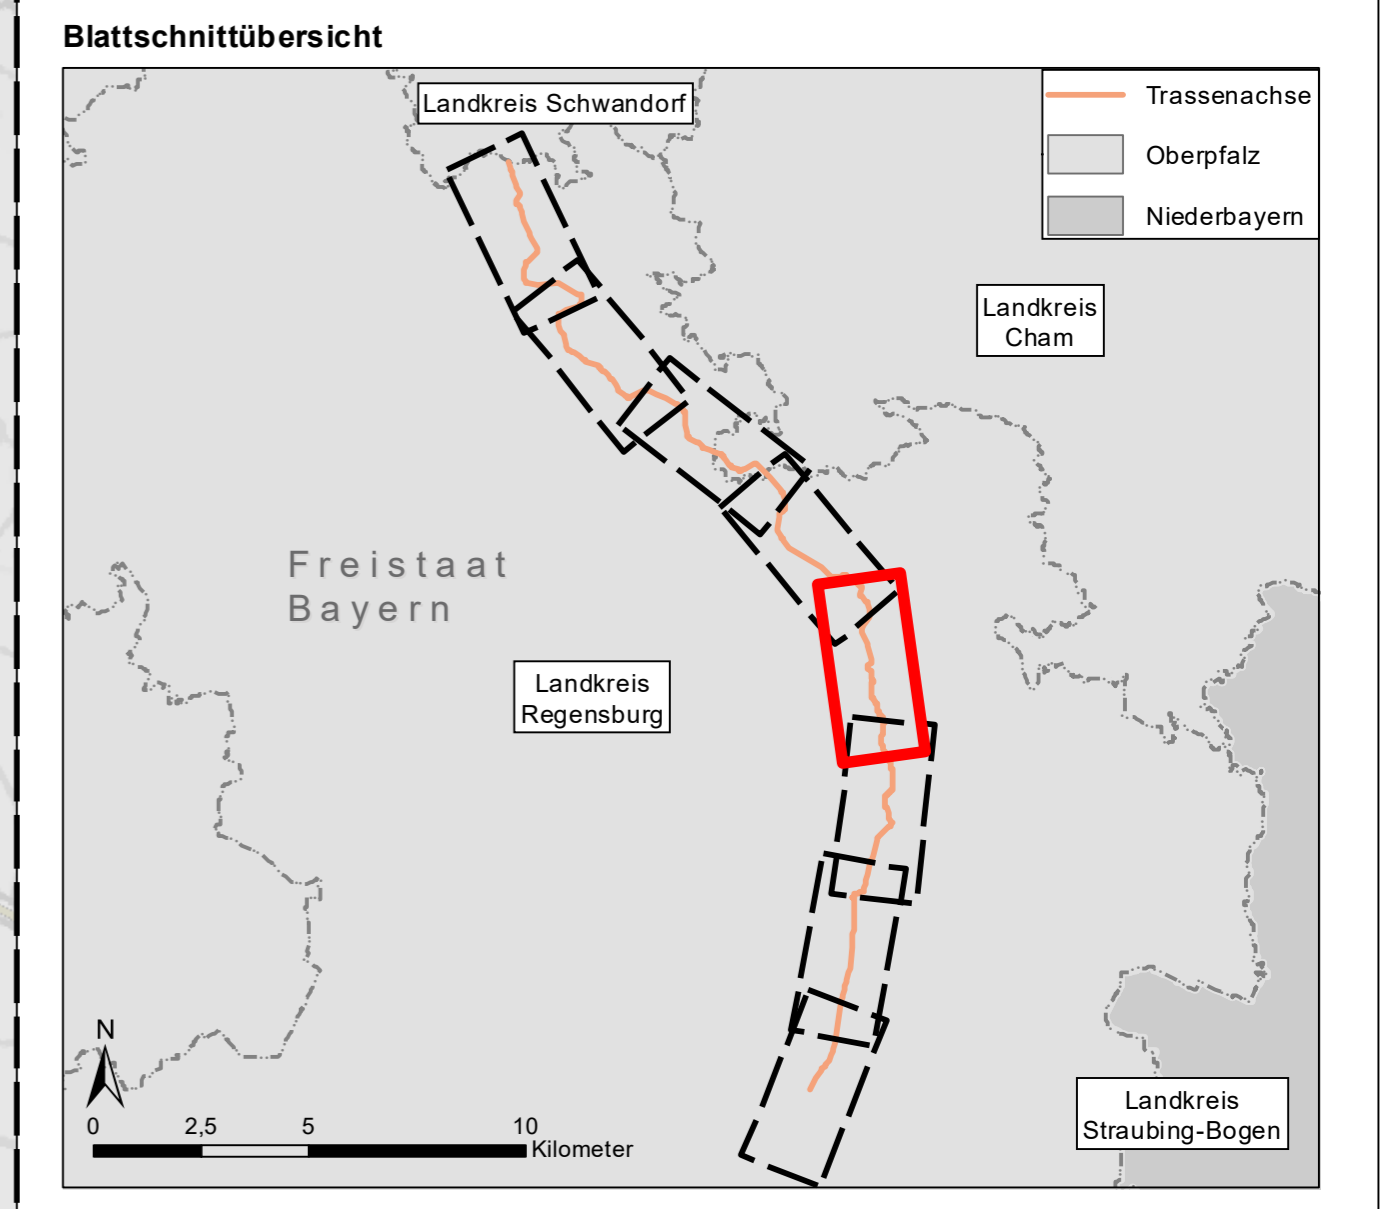 Blattschnittübersicht
Landkreis Schwandorf
Trassenachse
Oberpfalz
Niederbayern
Landkreis
Cham
Freistaat
Bayern
Landkreis
Regensburg
Landkreis
Straubing-Bogen
N
0 2,5 5 10
Kilometer